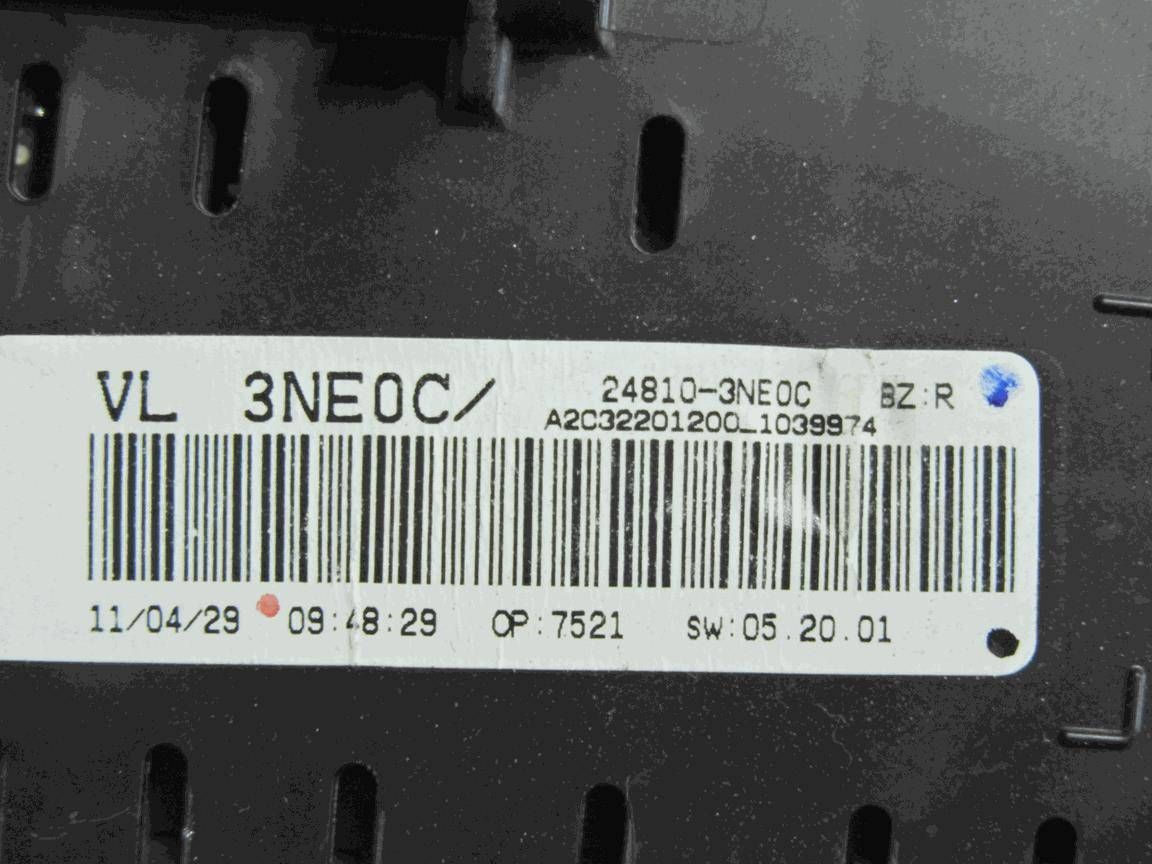 VL 3NE0C/ 24810-3NE0C BZ:R
A2C32201200_1039974
11/04/29 09:48:29 OP:7521 SW:05.20.01